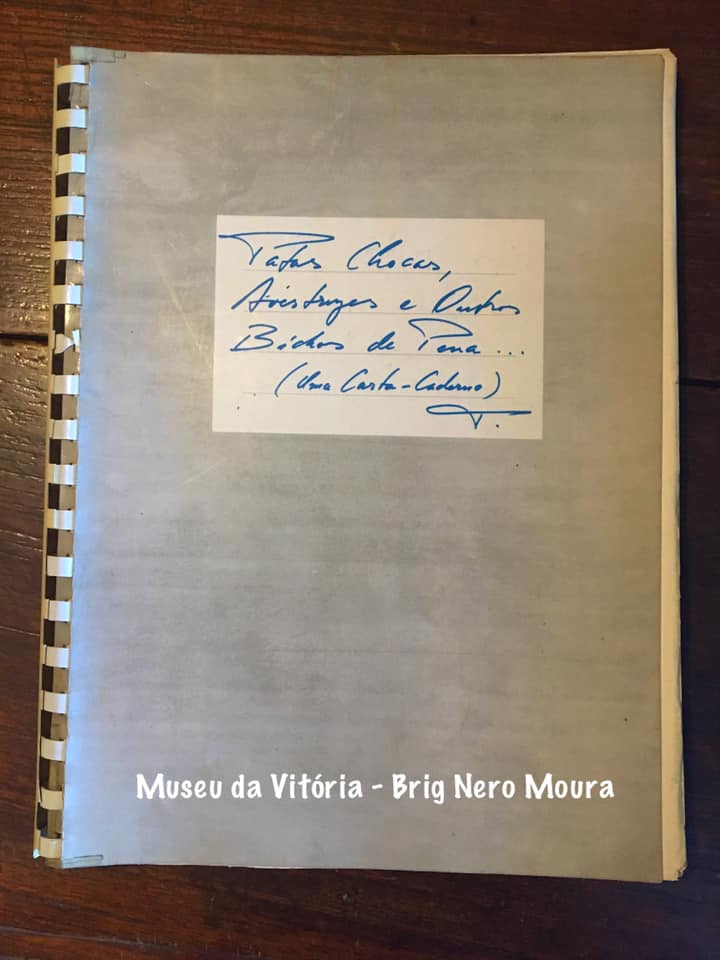 Patas Chocas,
Avestruzes e Outros
Bichos de Pena...
(Uma Carta-Caderno)
T.
Museu da Vitória - Brig Nero Moura